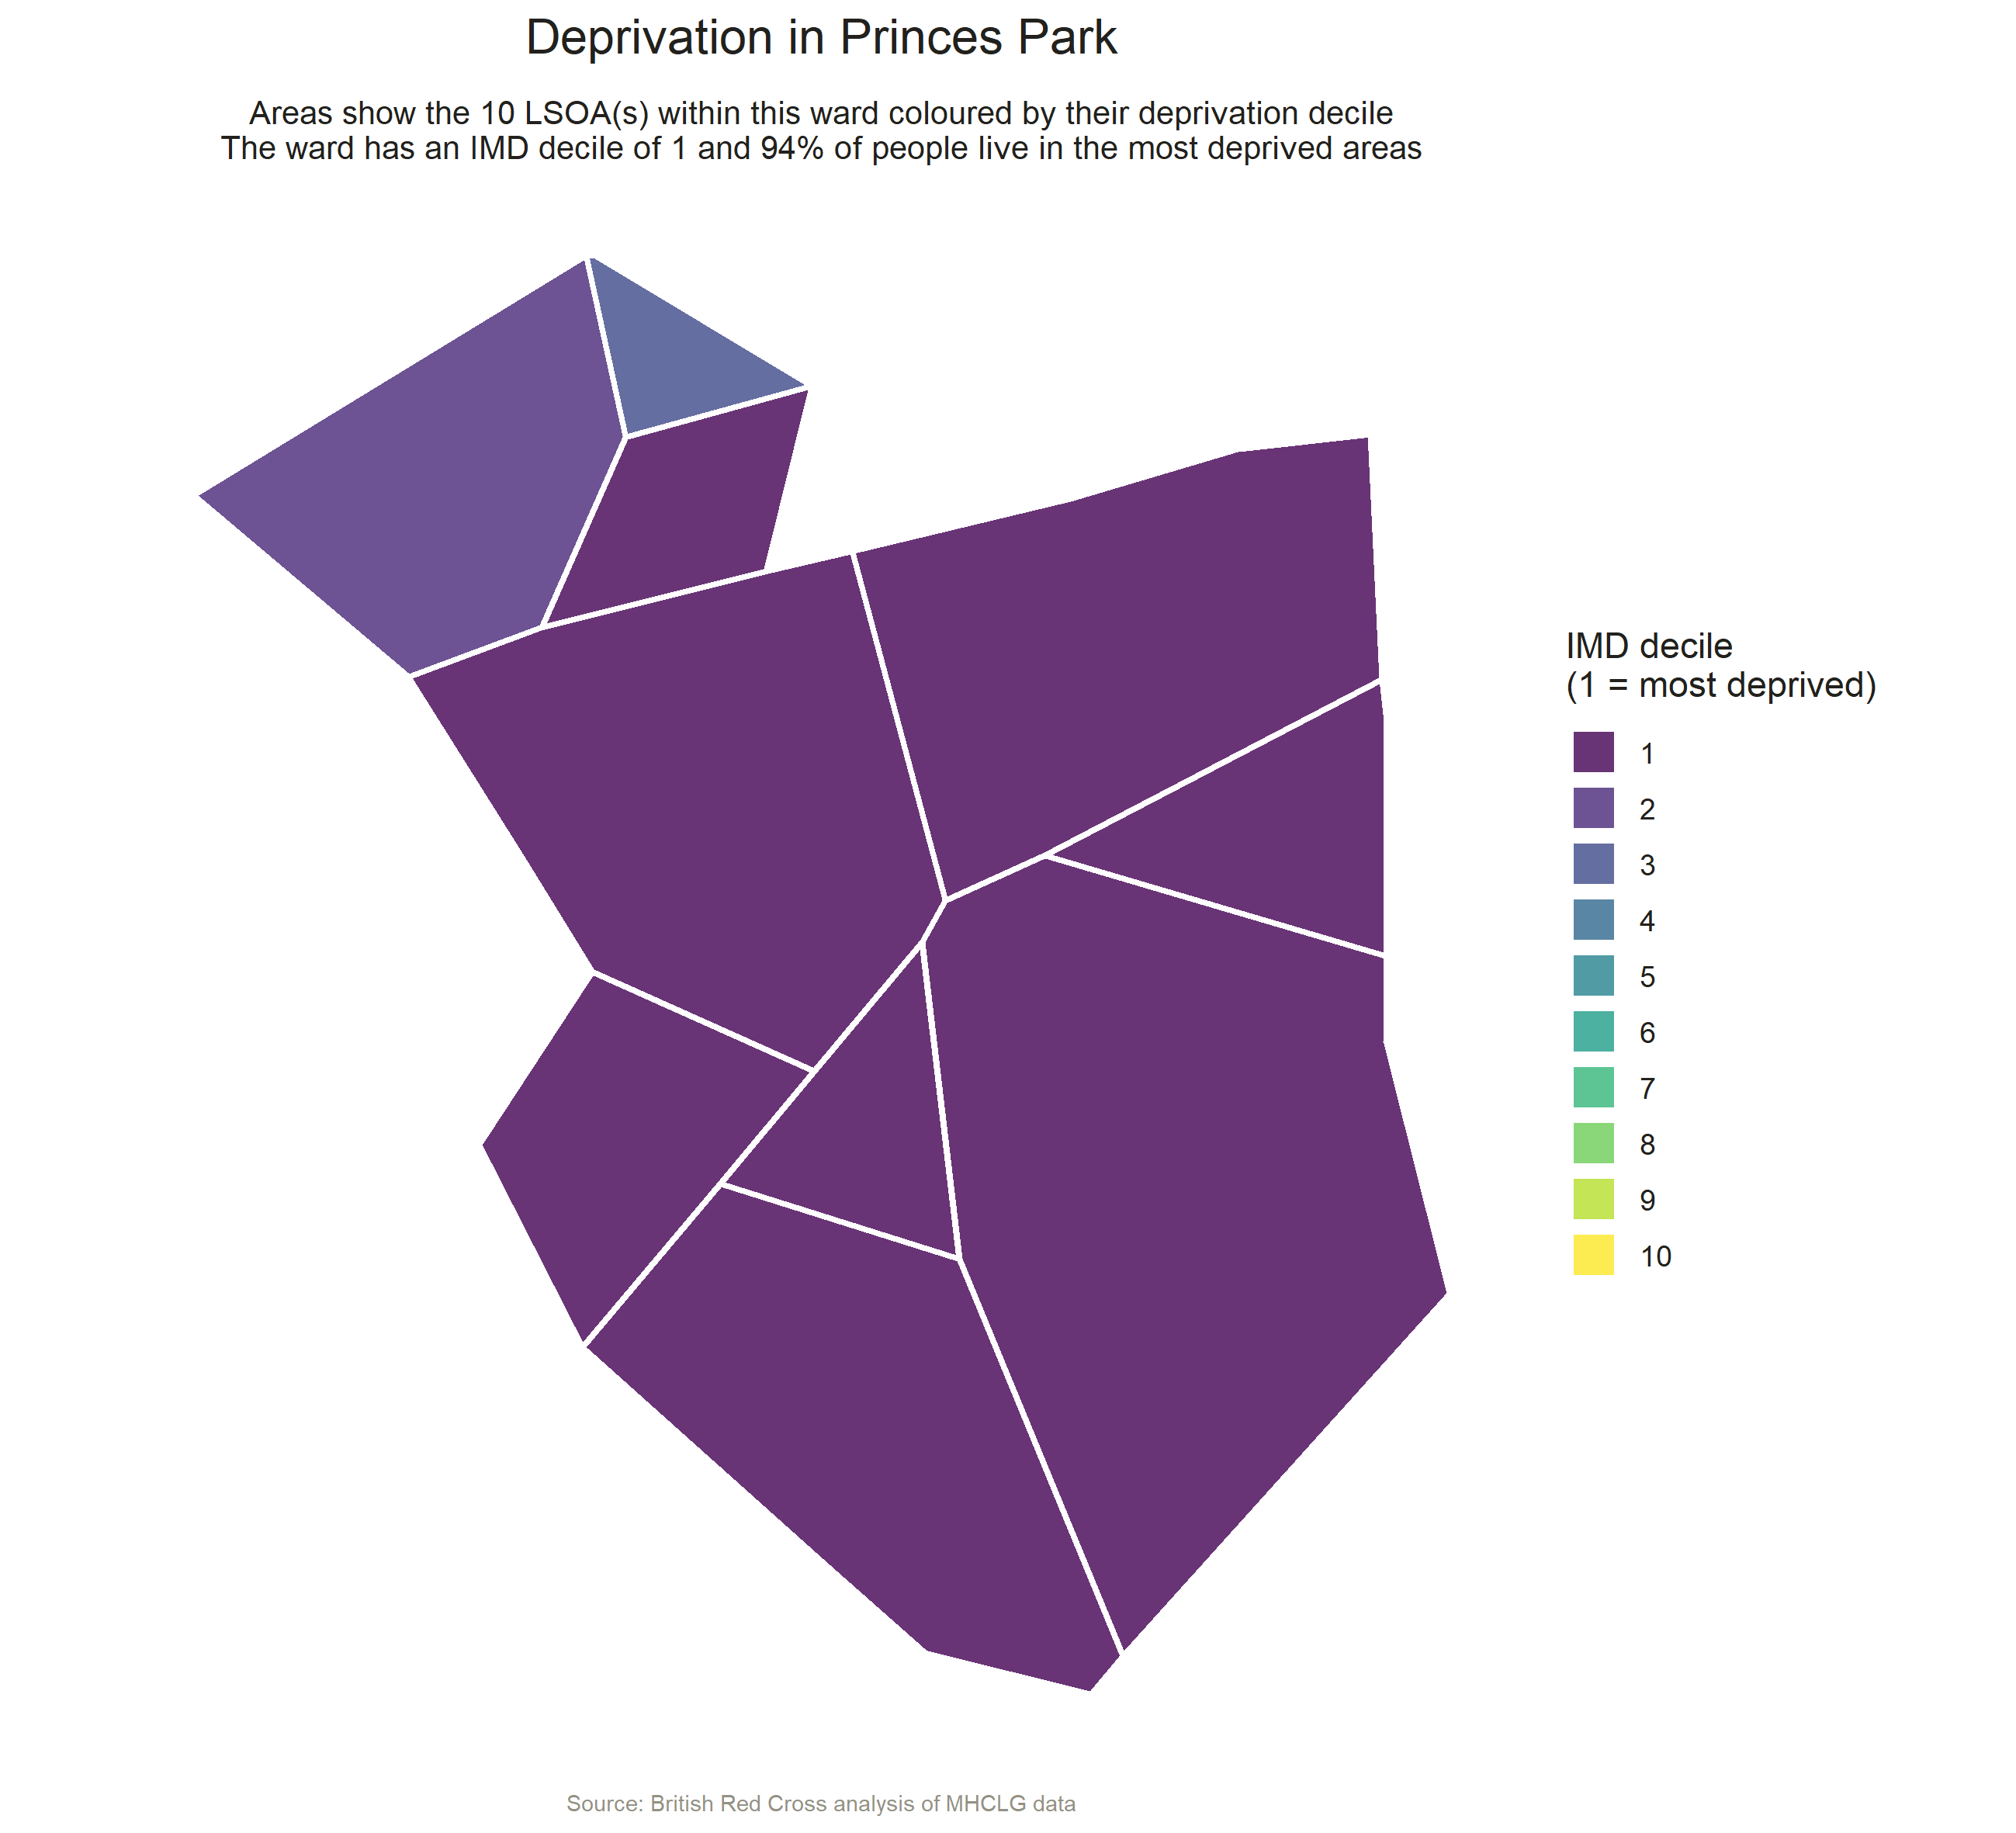 Deprivation in Princes Park
Areas show the 10 LSOA(s) within this ward coloured by their deprivation decile
The ward has an IMD decile of 1 and 94% of people live in the most deprived areas
IMD decile
(1 = most deprived)
1
2
3
4
5
6
7
8
9
10
Source: British Red Cross analysis of MHCLG data